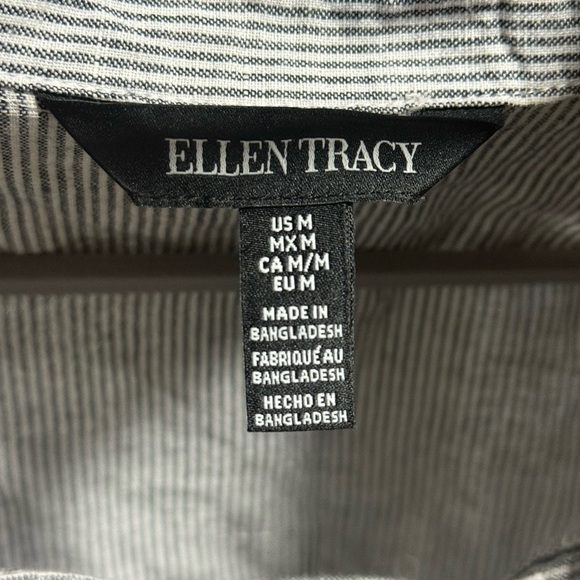 ELLEN TRACY
US M
MX M
CA M/M
EU M
MADE IN
BANGLADESH
FABRIQUÉ AU
BANGLADESH
HECHO EN
BANGLADESH